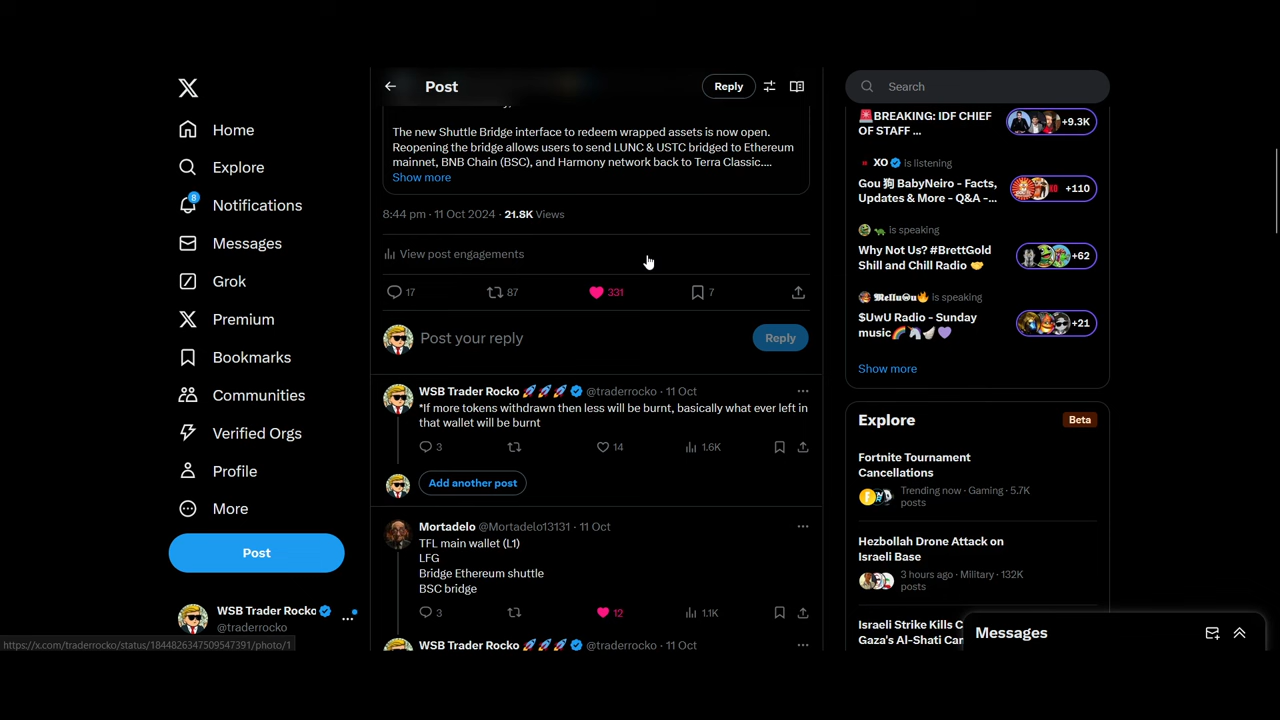 Home
Explore
8
Notifications
Messages
Grok
Premium
Bookmarks
Communities
Verified Orgs
Profile
More
Post
WSB Trader Rocko
@traderrocko
https://x.com/traderrocko/status/1844826347509547391/photo/1
Post
Reply
The new Shuttle Bridge interface to redeem wrapped assets is now open.
Reopening the bridge allows users to send LUNC & USTC bridged to Ethereum
mainnet, BNB Chain (BSC), and Harmony network back to Terra Classic....
Show more
8:44 pm · 11 Oct 2024 · 21.8K Views
View post engagements
17 87 331 7
Post your reply
Reply
WSB Trader Rocko 🚀🚀🚀 @traderrocko · 11 Oct
*If more tokens withdrawn then less will be burnt, basically what ever left in
that wallet will be burnt
3 14 1.6K
Add another post
Mortadelo @Mortadelo13131 · 11 Oct
TFL main wallet (L1)
LFG
Bridge Ethereum shuttle
BSC bridge
3 12 1.1K
WSB Trader Rocko 🚀🚀🚀 @traderrocko · 11 Oct
Search
🚨BREAKING: IDF CHIEF
OF STAFF ...
+9.3K
XO is listening
Gou 狗 BabyNeiro - Facts,
Updates & More - Q&A -...
+110
is speaking
Why Not Us? #BrettGold
Shill and Chill Radio 🤝
+62
is speaking
$UwU Radio - Sunday
music🌈🦄🪽💜
+21
Show more
Explore
Beta
Fortnite Tournament
Cancellations
Trending now · Gaming · 5.7K
posts
Hezbollah Drone Attack on
Israeli Base
3 hours ago · Military · 132K
posts
Israeli Strike Kills
Gaza's Al-Shati
Messages